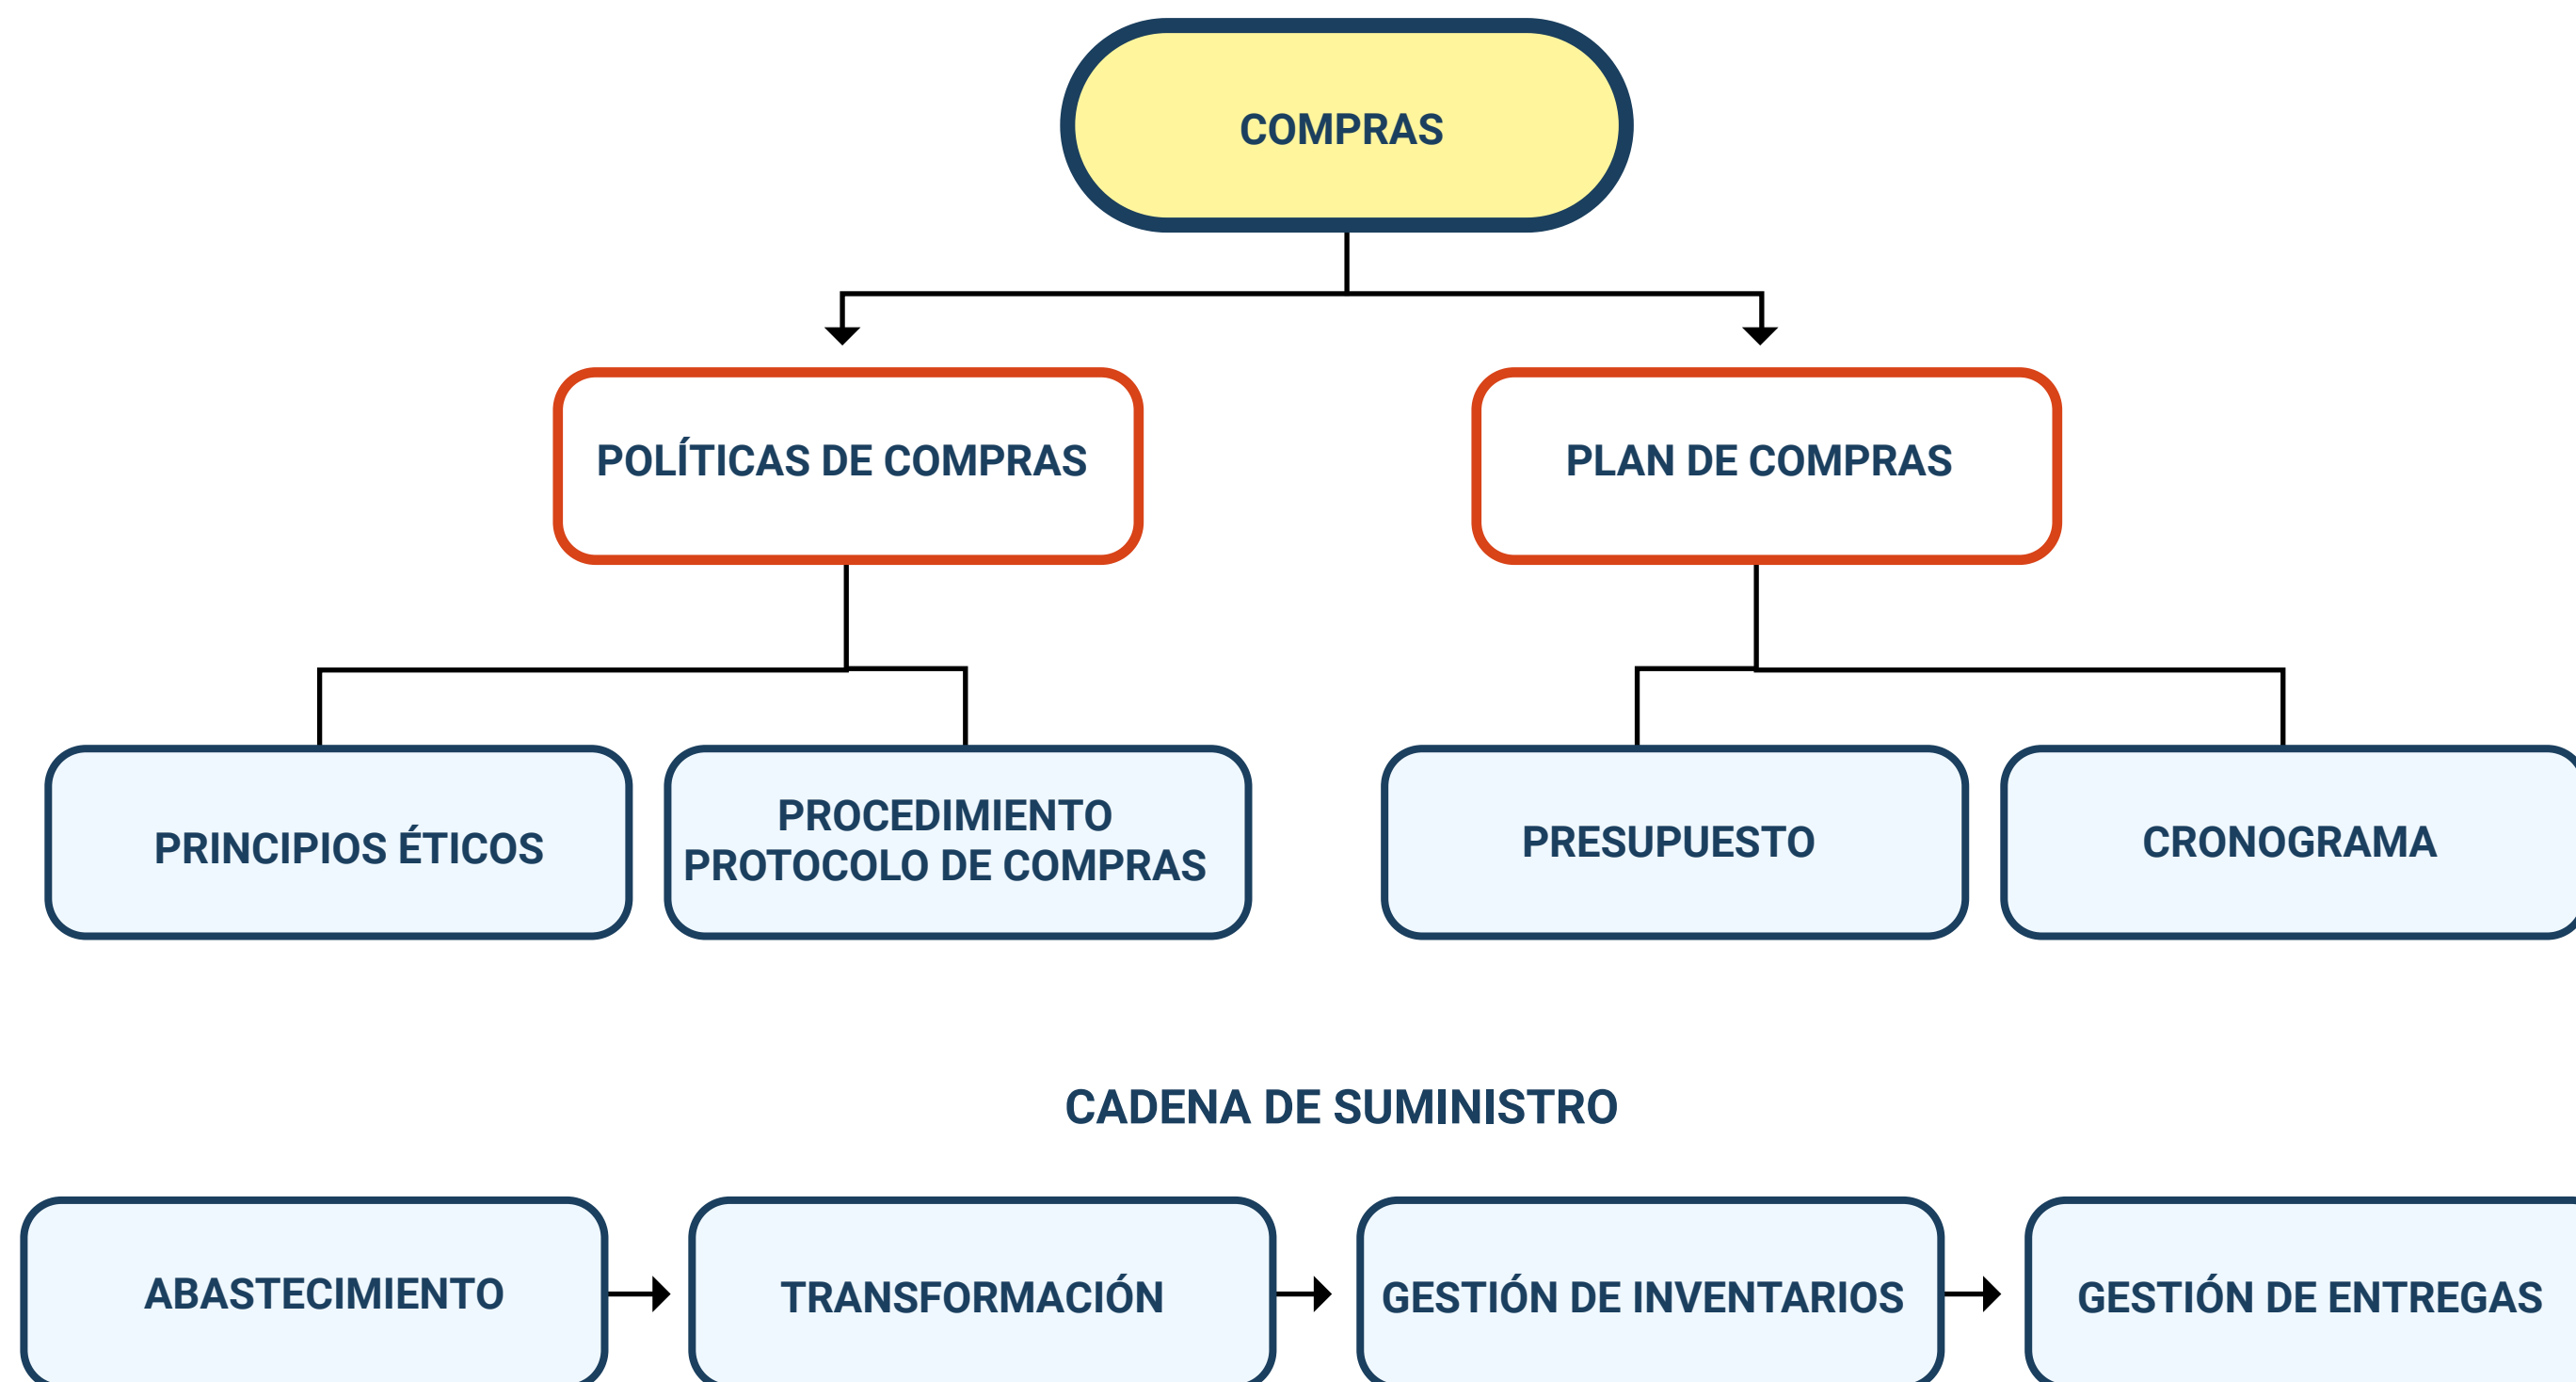 COMPRAS
POLÍTICAS DE COMPRAS
PLAN DE COMPRAS
PRINCIPIOS ÉTICOS
PROCEDIMIENTO
PROTOCOLO DE COMPRAS
PRESUPUESTO
CRONOGRAMA
CADENA DE SUMINISTRO
ABASTECIMIENTO
TRANSFORMACIÓN
GESTIÓN DE INVENTARIOS
GESTIÓN DE ENTREGAS